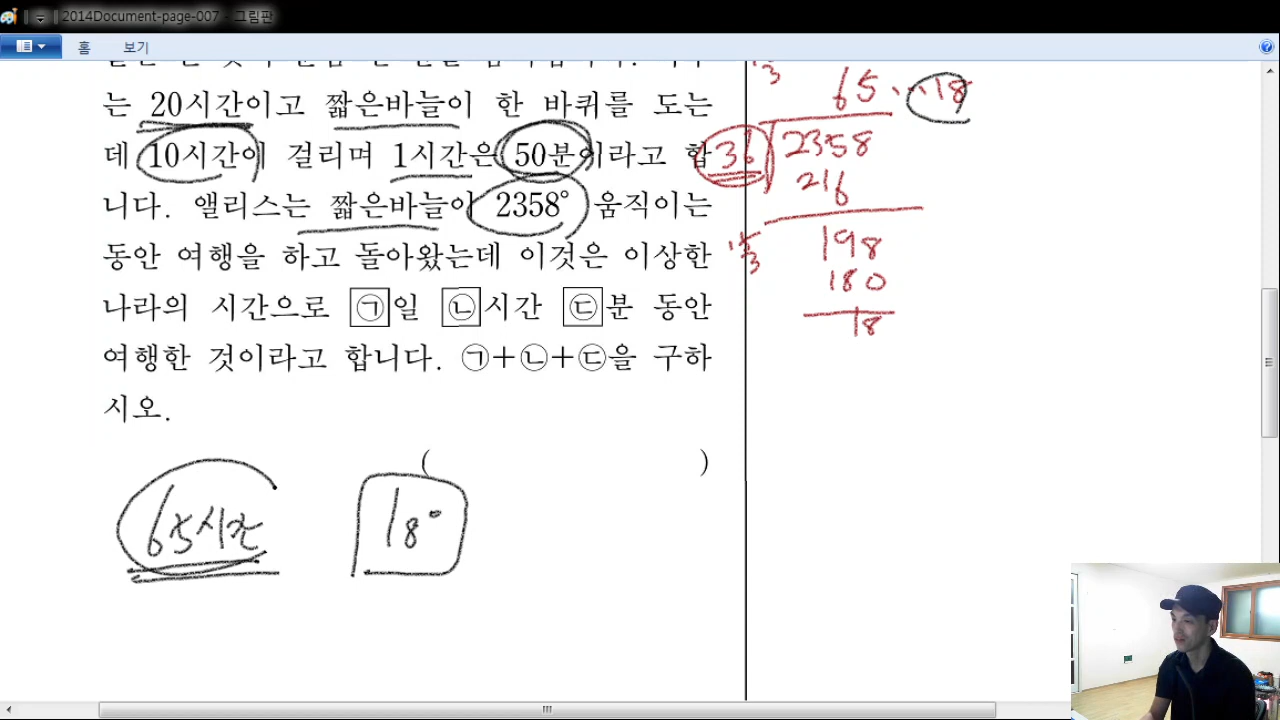 2014Document-page-007 - 그림판
홈 보기
는 20시간이고 짧은바늘이 한 바퀴를 도는
데 10시간이 걸리며 1시간은 50분이라고 합
니다. 앨리스는 짧은바늘이 2358° 움직이는
동안 여행을 하고 돌아왔는데 이것은 이상한
나라의 시간으로 ㉠일 ㉡시간 ㉢분 동안
여행한 것이라고 합니다. ㉠+㉡+㉢을 구하
시오.
( )
65시간 18°
3
65...18
36 2358
216
198
180
18